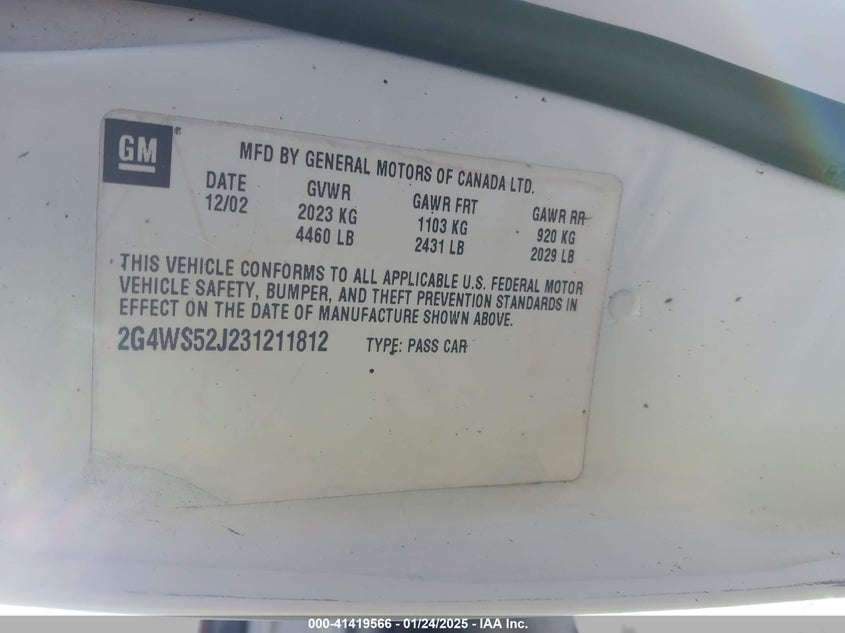 GM
MFD BY GENERAL MOTORS OF CANADA LTD.
DATE GVWR GAWR FRT GAWR RR
12/02 2023 KG 1103 KG 920 KG
4460 LB 2431 LB 2029 LB
THIS VEHICLE CONFORMS TO ALL APPLICABLE U.S. FEDERAL MOTOR
VEHICLE SAFETY, BUMPER, AND THEFT PREVENTION STANDARDS IN
EFFECT ON THE DATE OF MANUFACTURE SHOWN ABOVE.
2G4WS52J231211812 TYPE: PASS CAR
000-41419566 - 01/24/2025 - IAA Inc.